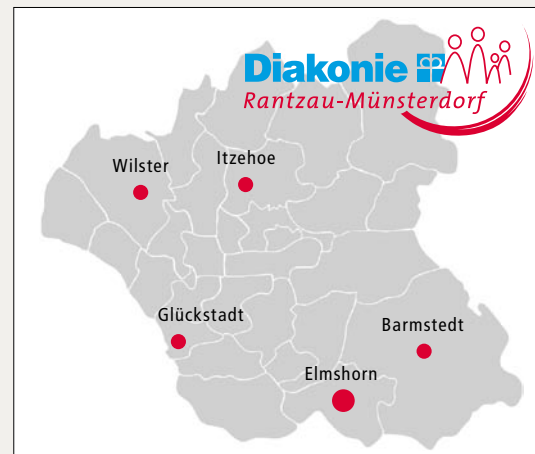 Diakonie
Rantzau-Münsterdorf
Itzehoe
Wilster
Glückstadt
Barmstedt
Elmshorn